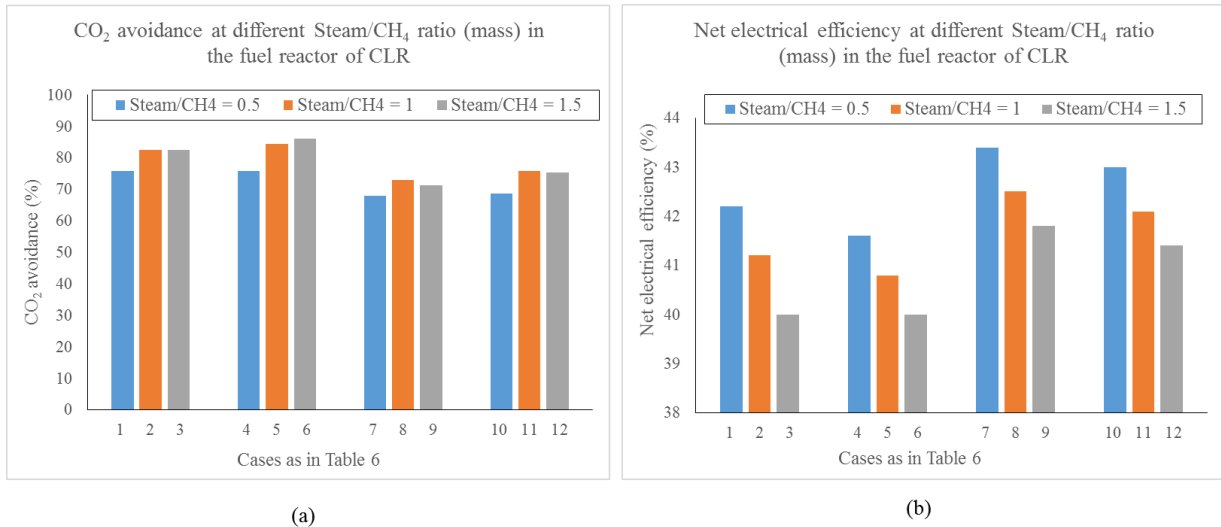 CO₂ avoidance at different Steam/CH₄ ratio (mass) in
the fuel reactor of CLR
Steam/CH4 = 0.5 Steam/CH4 = 1 Steam/CH4 = 1.5
100
90
80
70
60
50
40
30
20
10
0
CO₂ avoidance (%)
1 2 3 4 5 6 7 8 9 10 11 12
Cases as in Table 6
(a)
Net electrical efficiency at different Steam/CH₄ ratio
(mass) in the fuel reactor of CLR
Steam/CH4 = 0.5 Steam/CH4 = 1 Steam/CH4 = 1.5
44
43
42
41
40
39
38
Net electrical efficiency (%)
1 2 3 4 5 6 7 8 9 10 11 12
Cases as in Table 6
(b)